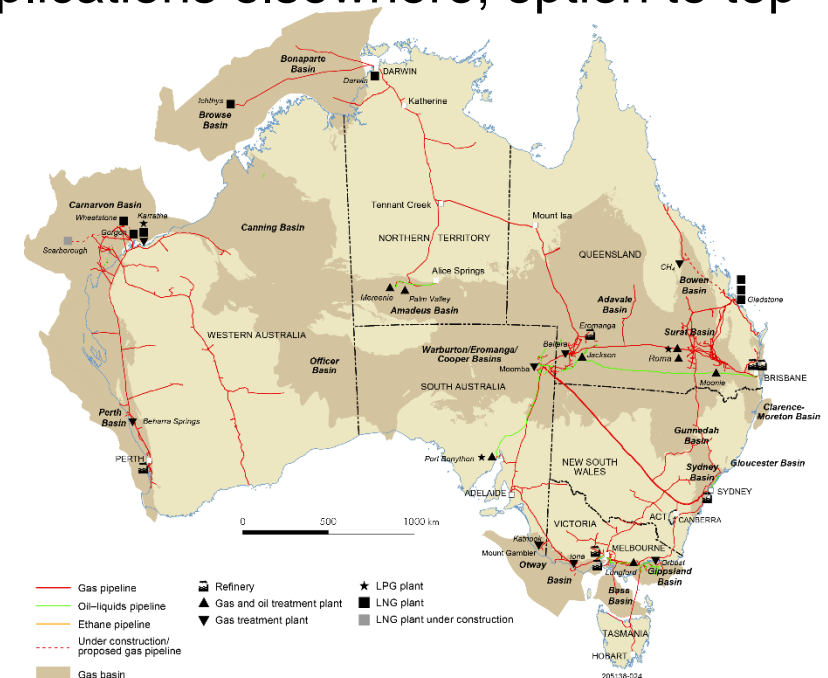 plications elsewhere, option to top
Bonaparte
Basin
DARWIN
Darwin
Ichthys
Browse
Basin
Katherine
Carnarvon Basin
Wheatstone
Karratha
Gorgon
Scarborough
Canning Basin
Tennant Creek
Mount Isa
NORTHERN TERRITORY
QUEENSLAND
CH₄
Bowen
Basin
Alice Springs
Mereenie
Palm Valley
Amadeus Basin
Adavale
Basin
Gladstone
WESTERN AUSTRALIA
Officer
Basin
Warburton/Eromanga/
Cooper Basins
Eromanga
Ballera
Jackson
Surat Basin
Roma
Moomba
SOUTH AUSTRALIA
Moonie
BRISBANE
Clarence-
Moreton Basin
Perth
Basin
Beharra Springs
PERTH
Gunnedah
Basin
Port Bonython
NEW SOUTH
WALES
Sydney
Basin
Gloucester Basin
ADELAIDE
SYDNEY
ACT
CANBERRA
0 500 1000 km
VICTORIA
Katnook
Mount Gambier
Iona
MELBOURNE
Orbost
Otway
Basin
Longford
Gippsland
Basin
Bass
Basin
TASMANIA
HOBART
205138-024
Gas pipeline
Oil–liquids pipeline
Ethane pipeline
Under construction/
proposed gas pipeline
Gas basin
Refinery
Gas and oil treatment plant
Gas treatment plant
LPG plant
LNG plant
LNG plant under construction